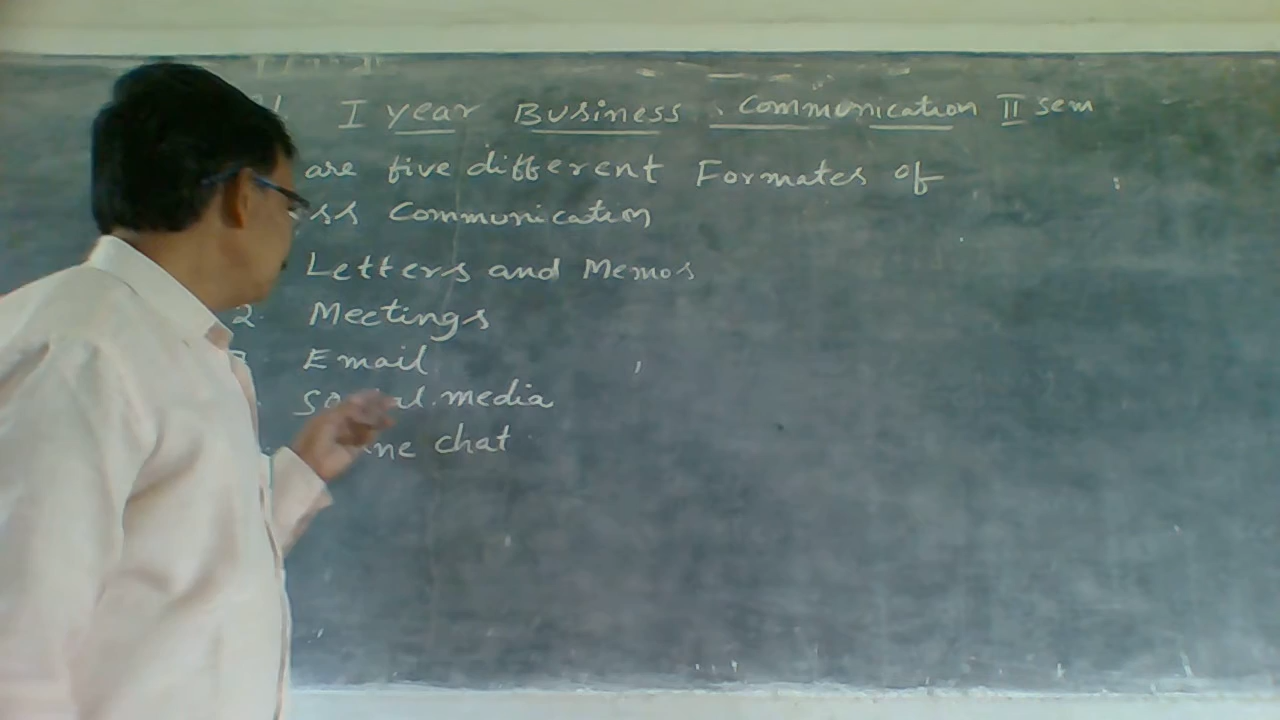 I year Business Communication II sem
are five different Formates of
ss Communication
Letters and Memos
2. Meetings
Email
media
chat